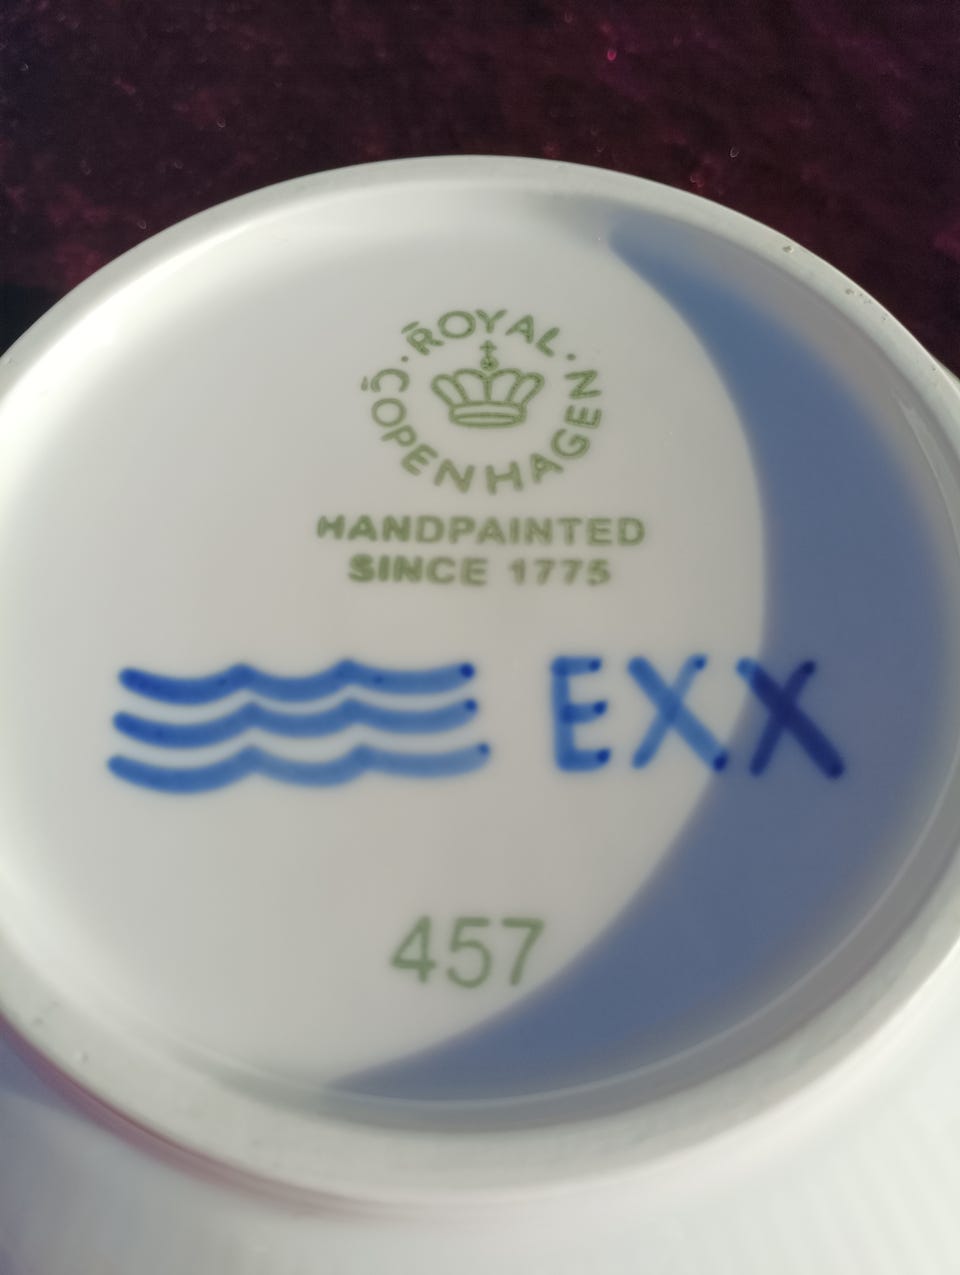 ROYAL COPENHAGEN
HANDPAINTED
SINCE 1775
EXX
457